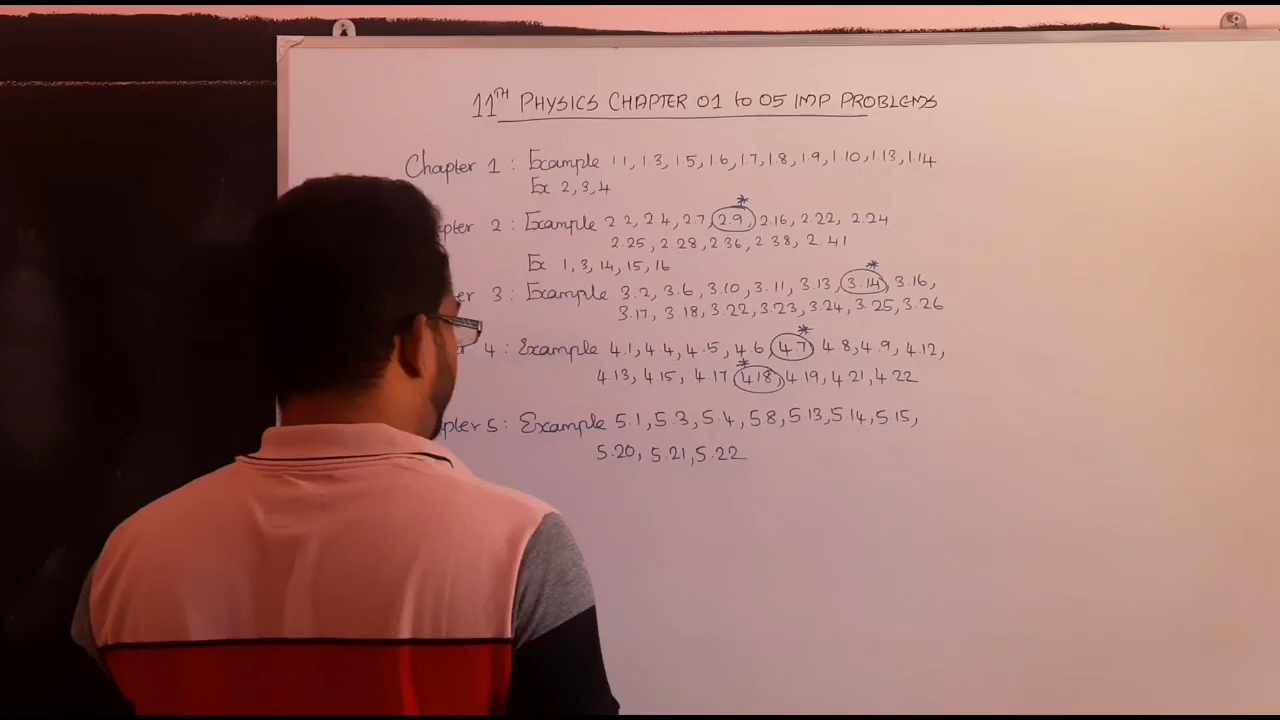 11TH PHYSICS CHAPTER 01 to 05 IMP PROBLEMS
Chapter 1 : Example 1.1, 1.3, 1.5, 1.6, 1.7, 1.8, 1.9, 1.10, 1.13, 1.14
Ex 2, 3, 4
pter 2 : Example 2.2, 2.4, 2.7, 2.9, 2.16, 2.22, 2.24
2.25, 2.28, 2.36, 2.38, 2.41
Ex 1, 3, 14, 15, 16
er 3 : Example 3.2, 3.6, 3.10, 3.11, 3.13, 3.14, 3.16,
3.17, 3.18, 3.22, 3.23, 3.24, 3.25, 3.26
4 : Example 4.1, 4.4, 4.5, 4.6, 4.7, 4.8, 4.9, 4.12,
4.13, 4.15, 4.17, 4.18, 4.19, 4.21, 4.22
pter 5 : Example 5.1, 5.3, 5.4, 5.8, 5.13, 5.14, 5.15,
5.20, 5.21, 5.22